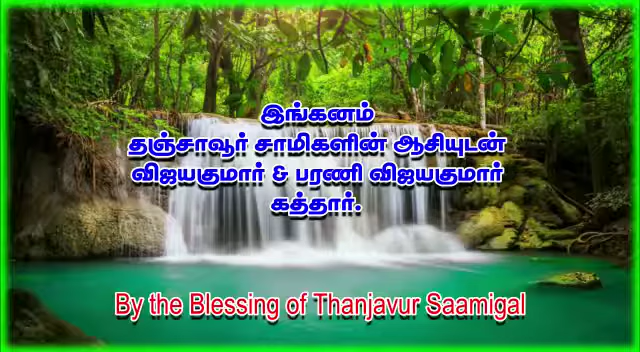 இங்கனம்
தஞ்சாவூர் சாமிகளின் ஆசியுடன்
விஜயகுமார் & பரணி விஜயகுமார்
கத்தார்.
By the Blessing of Thanjavur Saamigal